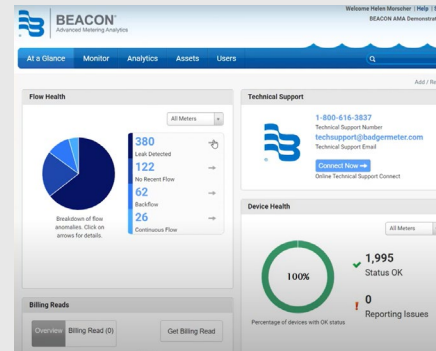 Welcome Helen Morscher | Help |
BEACON AMA Demonstrat
BEACON
Advanced Metering Analytics
At a Glance Monitor Analytics Assets Users
Add / Re
Flow Health
All Meters
380
Leak Detected
122
No Recent Flow
62
Backflow
26
Continuous Flow
Breakdown of flow
anomalies. Click on
arrows for details.
Technical Support
1-800-616-3837
Technical Support Number
techsupport@badgermeter.com
Technical Support Email
Connect Now
Online Technical Support Connect
Device Health
All Meters
100%
1,995
Status OK
0
Reporting Issues
Percentage of devices with OK status
Billing Reads
Overview Billing Read (0) Get Billing Read